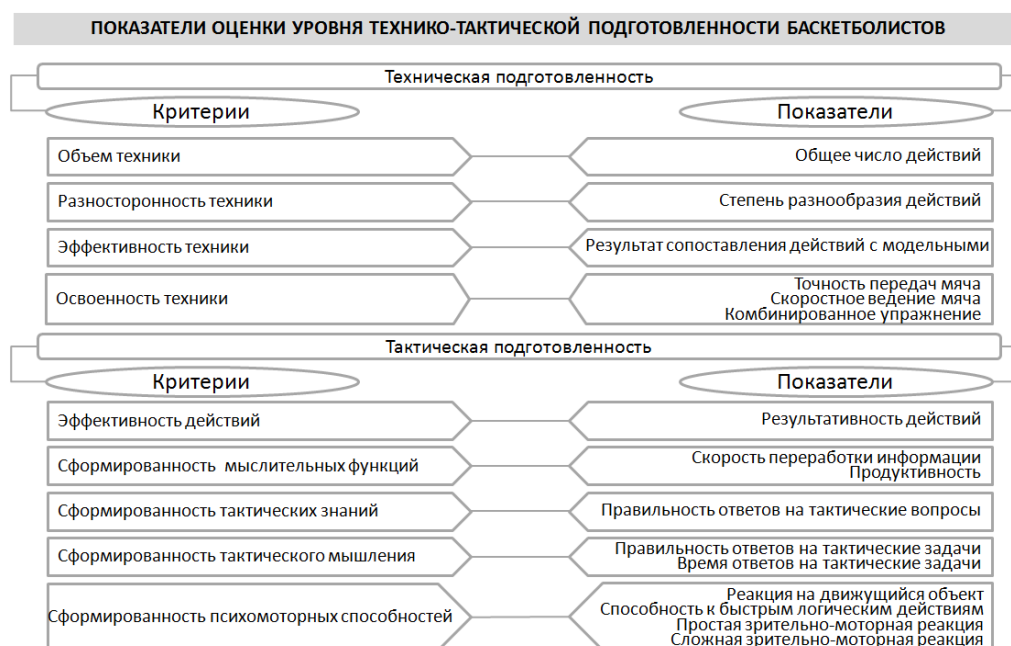 ПОКАЗАТЕЛИ ОЦЕНКИ УРОВНЯ ТЕХНИКО-ТАКТИЧЕСКОЙ ПОДГОТОВЛЕННОСТИ БАСКЕТБОЛИСТОВ
Техническая подготовленность
Критерии
Показатели
Объем техники
Общее число действий
Разносторонность техники
Степень разнообразия действий
Эффективность техники
Результат сопоставления действий с модельными
Освоенность техники
Точность передач мяча
Скоростное ведение мяча
Комбинированное упражнение
Тактическая подготовленность
Критерии
Показатели
Эффективность действий
Результативность действий
Сформированность мыслительных функций
Скорость переработки информации
Продуктивность
Сформированность тактических знаний
Правильность ответов на тактические вопросы
Сформированность тактического мышления
Правильность ответов на тактические задачи
Время ответов на тактические задачи
Сформированность психомоторных способностей
Реакция на движущийся объект
Способность к быстрым логическим действиям
Простая зрительно-моторная реакция
Сложная зрительно-моторная реакция